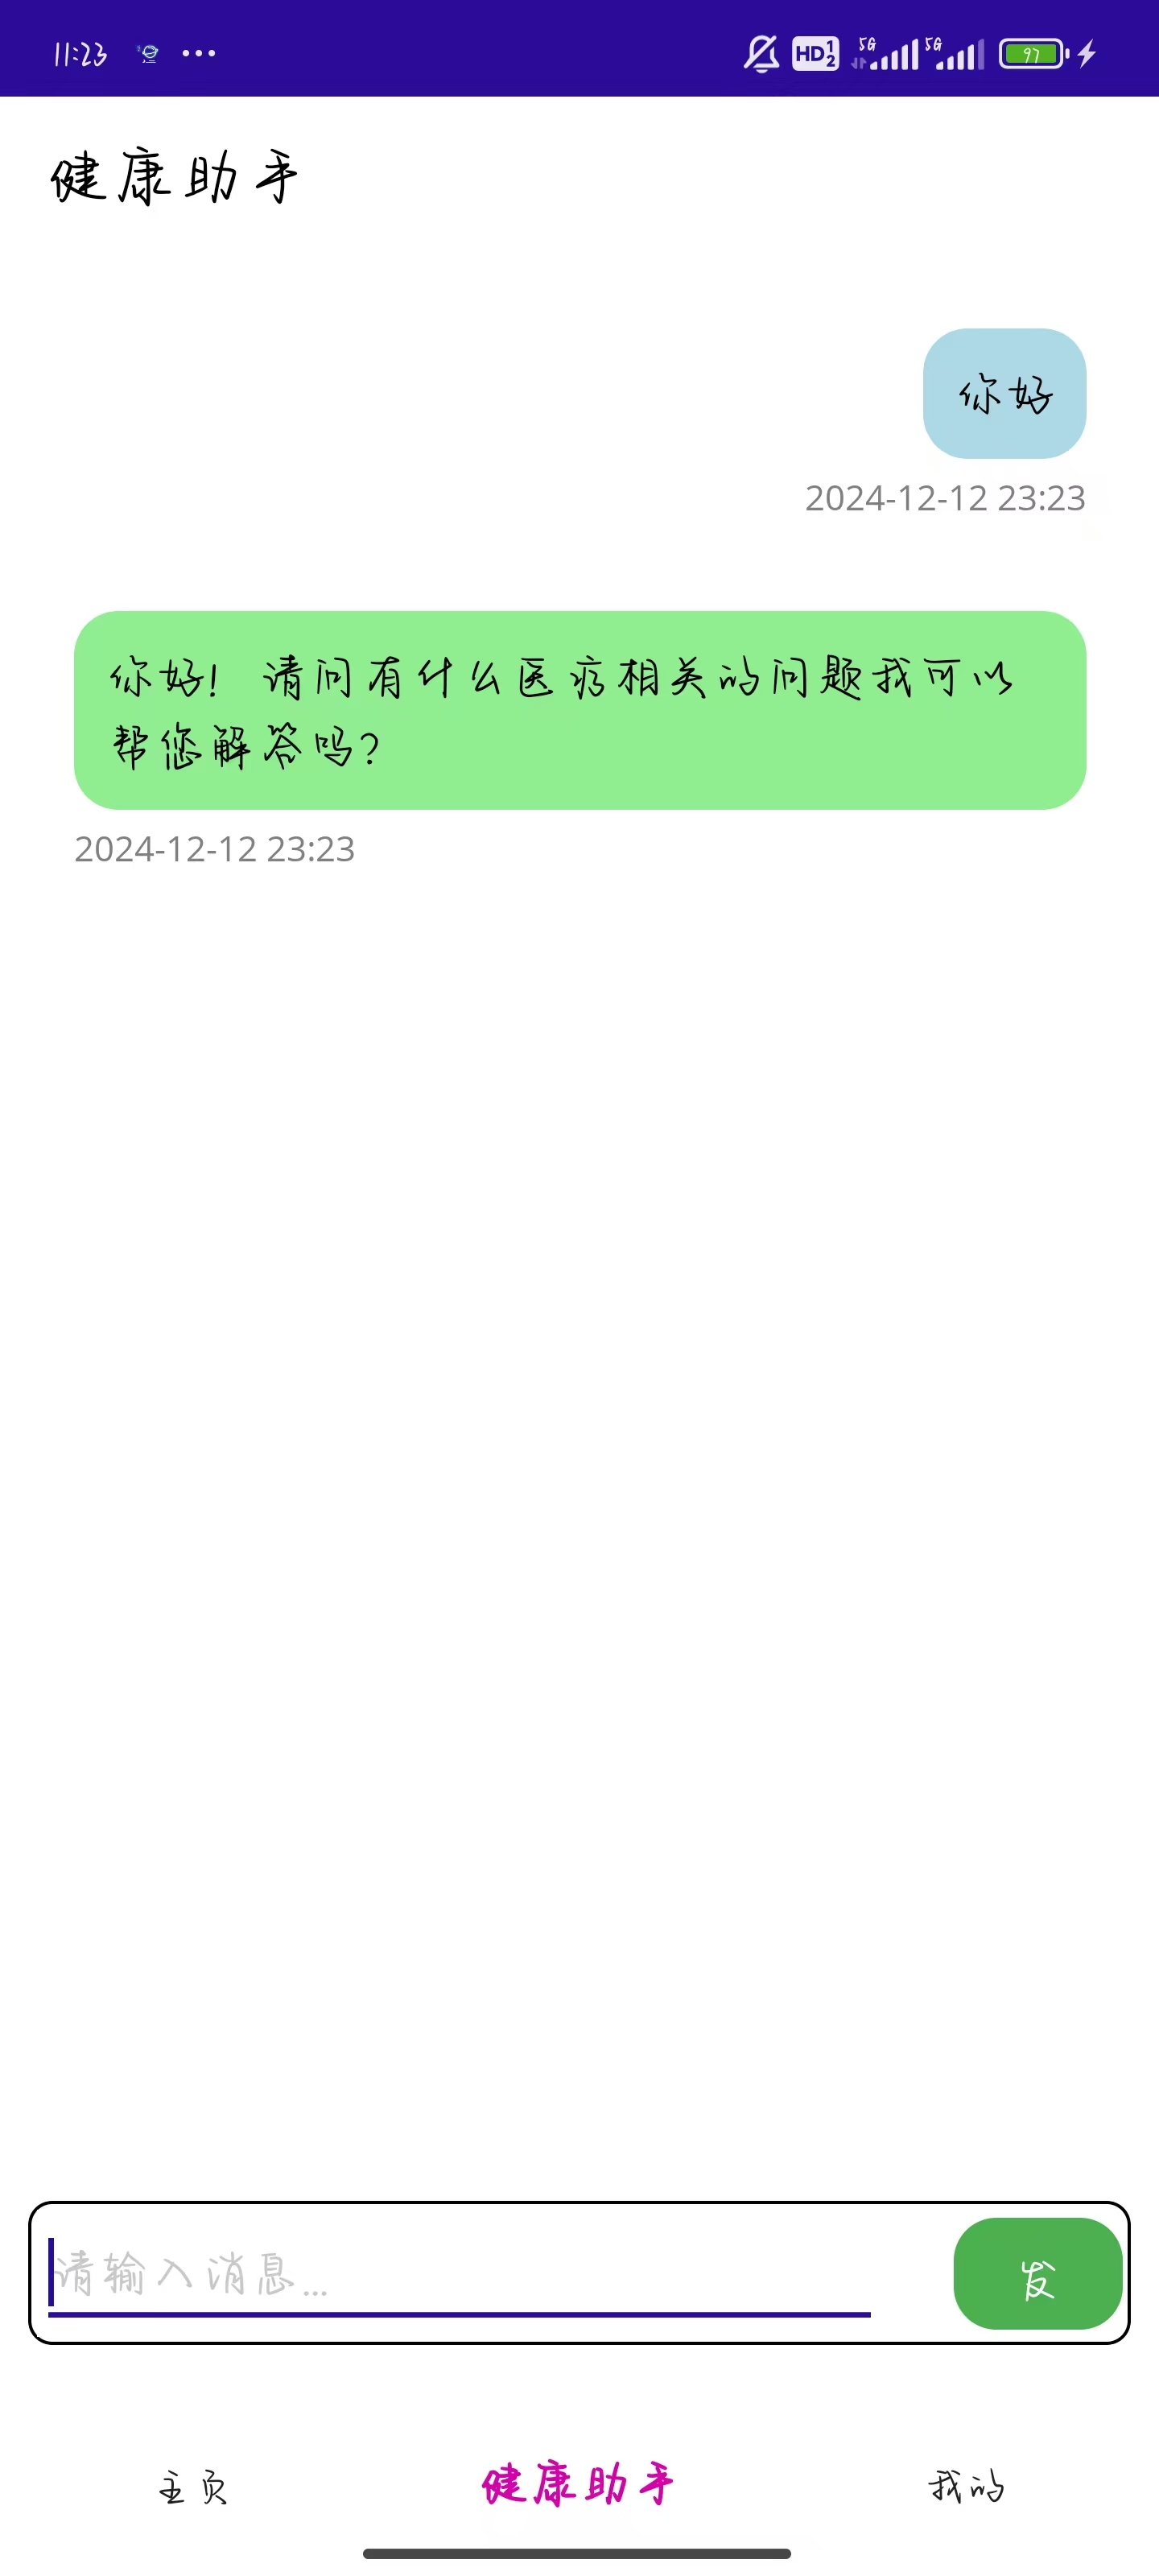 11:23
HD 1 2 5G 5G 97
健康助手
你好
2024-12-12 23:23
你好！请问有什么医疗相关的问题我可以
帮您解答吗？
2024-12-12 23:23
请输入消息...
发
主页 健康助手 我的